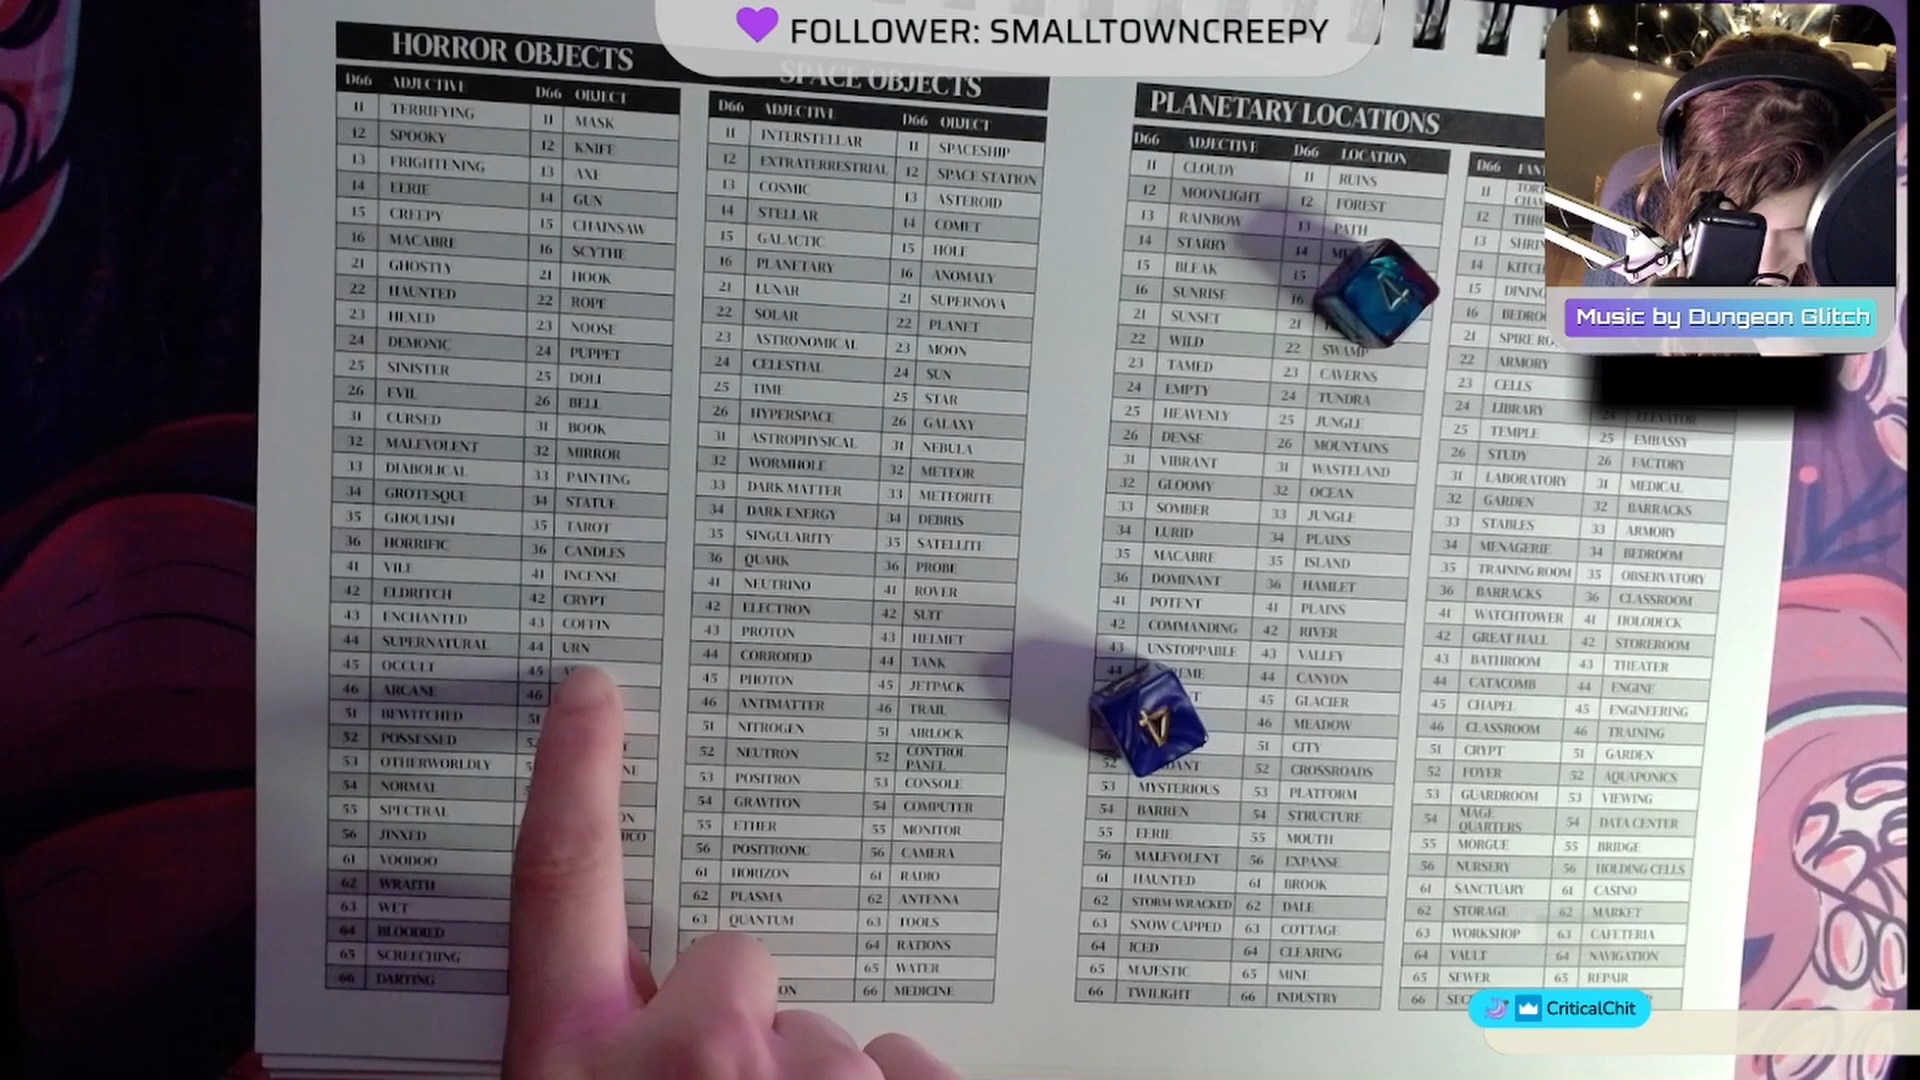 FOLLOWER: SMALLTOWNCREEPY
HORROR OBJECTS
D66 ADJECTIVE D66 OBJECT
11 TERRIFYING 11 MASK
12 SPOOKY 12 KNIFE
13 FRIGHTENING 13 AXE
14 EERIE 14 GUN
15 CREEPY 15 CHAINSAW
16 MACABRE 16 SCYTHE
21 GHOSTLY 21 HOOK
22 HAUNTED 22 ROPE
23 HEXED 23 NOOSE
24 DEMONIC 24 PUPPET
25 SINISTER 25 DOLL
26 EVIL 26 BELL
31 CURSED 31 BOOK
32 MALEVOLENT 32 MIRROR
33 DIABOLICAL 33 PAINTING
34 GROTESQUE 34 STATUE
35 GHOULISH 35 TAROT
36 HORRIFIC 36 CANDLES
41 VILE 41 INCENSE
42 ELDRITCH 42 CRYPT
43 ENCHANTED 43 COFFIN
44 SUPERNATURAL 44 URN
45 OCCULT 45
46 ARCANE 46
51 BEWITCHED 51
52 POSSESSED
53 OTHERWORLDLY
54 NORMAL
55 SPECTRAL
56 JINXED
61 VOODOO
62 WRAITH
63 WET
64 BLOODIED
65 SCREECHING
66 DARTING
SPACE OBJECTS
D66 ADJECTIVE D66 OBJECT
11 INTERSTELLAR 11 SPACESHIP
12 EXTRATERRESTRIAL 12 SPACE STATION
13 COSMIC 13 ASTEROID
14 STELLAR 14 COMET
15 GALACTIC 15 HOLE
16 PLANETARY 16 ANOMALY
21 LUNAR 21 SUPERNOVA
22 SOLAR 22 PLANET
23 ASTRONOMICAL 23 MOON
24 CELESTIAL 24 SUN
25 TIME 25 STAR
26 HYPERSPACE 26 GALAXY
31 ASTROPHYSICAL 31 NEBULA
32 WORMHOLE 32 METEOR
33 DARK MATTER 33 METEORITE
34 DARK ENERGY 34 DEBRIS
35 SINGULARITY 35 SATELLITE
36 QUARK 36 PROBE
41 NEUTRINO 41 ROVER
42 ELECTRON 42 SUIT
43 PROTON 43 HELMET
44 CORRODED 44 TANK
45 PHOTON 45 JETPACK
46 ANTIMATTER 46 TRAIL
51 NITROGEN 51 AIRLOCK
52 NEUTRON 52 CONTROL PANEL
53 POSITRON 53 CONSOLE
54 GRAVITON 54 COMPUTER
55 ETHER 55 MONITOR
56 POSITRONIC 56 CAMERA
61 HORIZON 61 RADIO
62 PLASMA 62 ANTENNA
63 QUANTUM 63 TOOLS
64 RATIONS
65 WATER
66 MEDICINE
PLANETARY LOCATIONS
D66 ADJECTIVE D66 LOCATION
11 CLOUDY 11 RUINS
12 MOONLIGHT 12 FOREST
13 RAINBOW 13 PATH
14 STARRY 14
15 BLEAK 15
16 SUNRISE 16
21 SUNSET 21
22 WILD 22 SWAMP
23 TAMED 23 CAVERNS
24 EMPTY 24 TUNDRA
25 HEAVENLY 25 JUNGLE
26 DENSE 26 MOUNTAINS
31 VIBRANT 31 WASTELAND
32 GLOOMY 32 OCEAN
33 SOMBER 33 JUNGLE
34 LURID 34 PLAINS
35 MACABRE 35 ISLAND
36 DOMINANT 36 HAMLET
41 POTENT 41 PLAINS
42 COMMANDING 42 RIVER
43 UNSTOPPABLE 43 VALLEY
44 44 CANYON
45 GLACIER
46 MEADOW
51 CITY
52 52 CROSSROADS
53 MYSTERIOUS 53 PLATFORM
54 BARREN 54 STRUCTURE
55 EERIE 55 MOUTH
56 MALEVOLENT 56 EXPANSE
61 HAUNTED 61 BROOK
62 STORM-WRACKED 62 DALE
63 SNOW CAPPED 63 COTTAGE
64 ICED 64 CLEARING
65 MAJESTIC 65 MINE
66 TWILIGHT 66 INDUSTRY
D66
11
12
13
14
15
16
21
22 ARMORY
23 CELLS
24 LIBRARY 24 ELEVATOR
25 TEMPLE 25 EMBASSY
26 STUDY 26 FACTORY
31 LABORATORY 31 MEDICAL
32 GARDEN 32 BARRACKS
33 STABLES 33 ARMORY
34 MENAGERIE 34 BEDROOM
35 TRAINING ROOM 35 OBSERVATORY
36 BARRACKS 36 CLASSROOM
41 WATCHTOWER 41 HOLODECK
42 GREAT HALL 42 STOREROOM
43 BATHROOM 43 THEATER
44 CATACOMB 44 ENGINE
45 CHAPEL 45 ENGINEERING
46 CLASSROOM 46 TRAINING
51 CRYPT 51 GARDEN
52 FOYER 52 AQUAPONICS
53 GUARDROOM 53 VIEWING
54 MAGE QUARTERS 54 DATA CENTER
55 MORGUE 55 BRIDGE
56 NURSERY 56 HOLDING CELLS
61 SANCTUARY 61 CASINO
62 STORAGE 62 MARKET
63 WORKSHOP 63 CAFETERIA
64 VAULT 64 NAVIGATION
65 SEWER 65 REPAIR
66
4
4
Music by Dungeon Glitch
CriticalChit